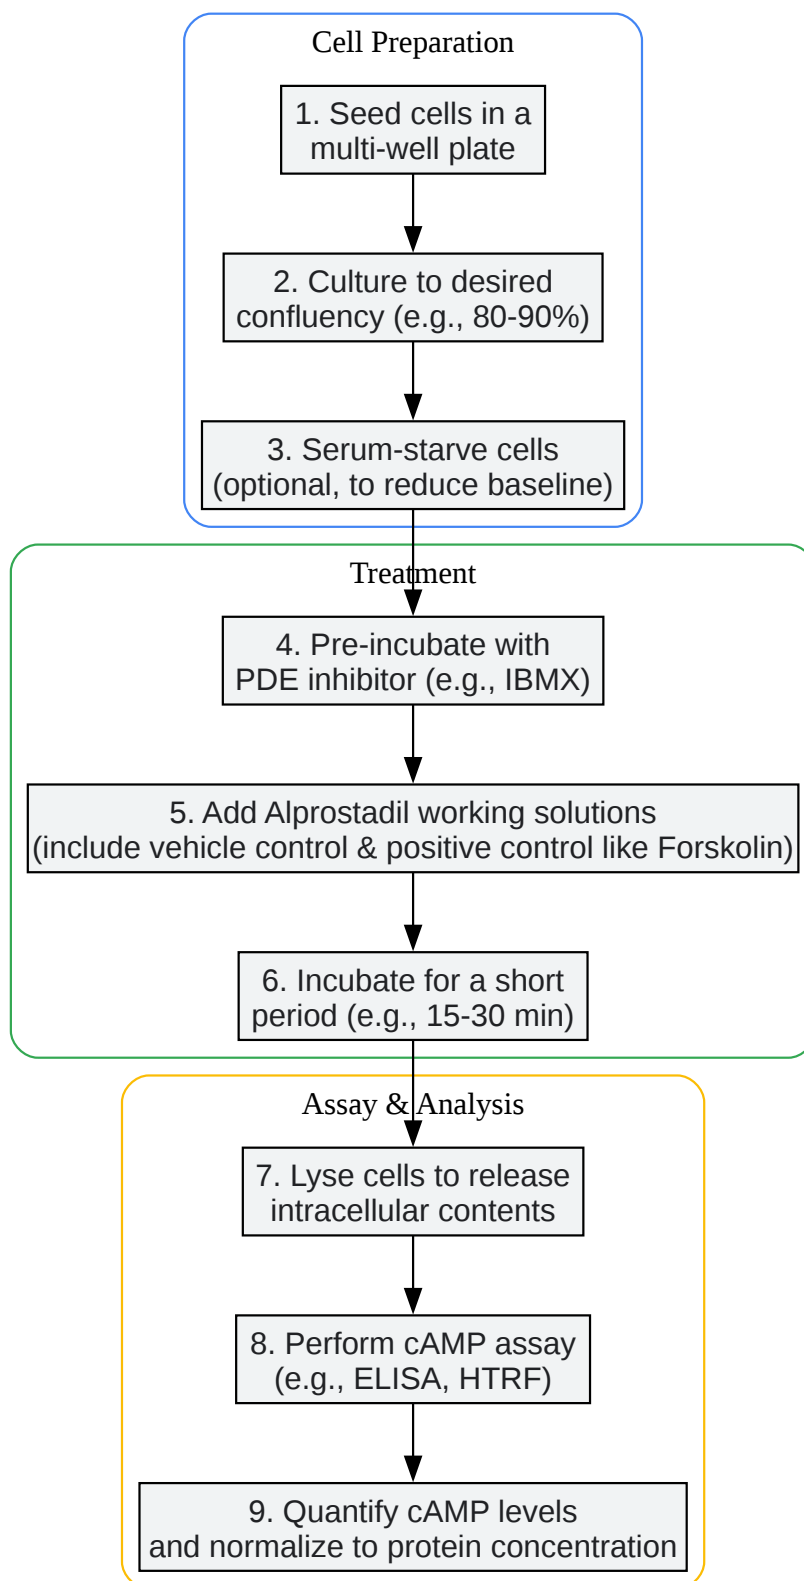 Cell Preparation
1. Seed cells in a
multi-well plate
2. Culture to desired
confluency (e.g., 80-90%)
3. Serum-starve cells
(optional, to reduce baseline)
Treatment
4. Pre-incubate with
PDE inhibitor (e.g., IBMX)
5. Add Alprostadil working solutions
(include vehicle control & positive control like Forskolin)
6. Incubate for a short
period (e.g., 15-30 min)
Assay & Analysis
7. Lyse cells to release
intracellular contents
8. Perform cAMP assay
(e.g., ELISA, HTRF)
9. Quantify cAMP levels
and normalize to protein concentration